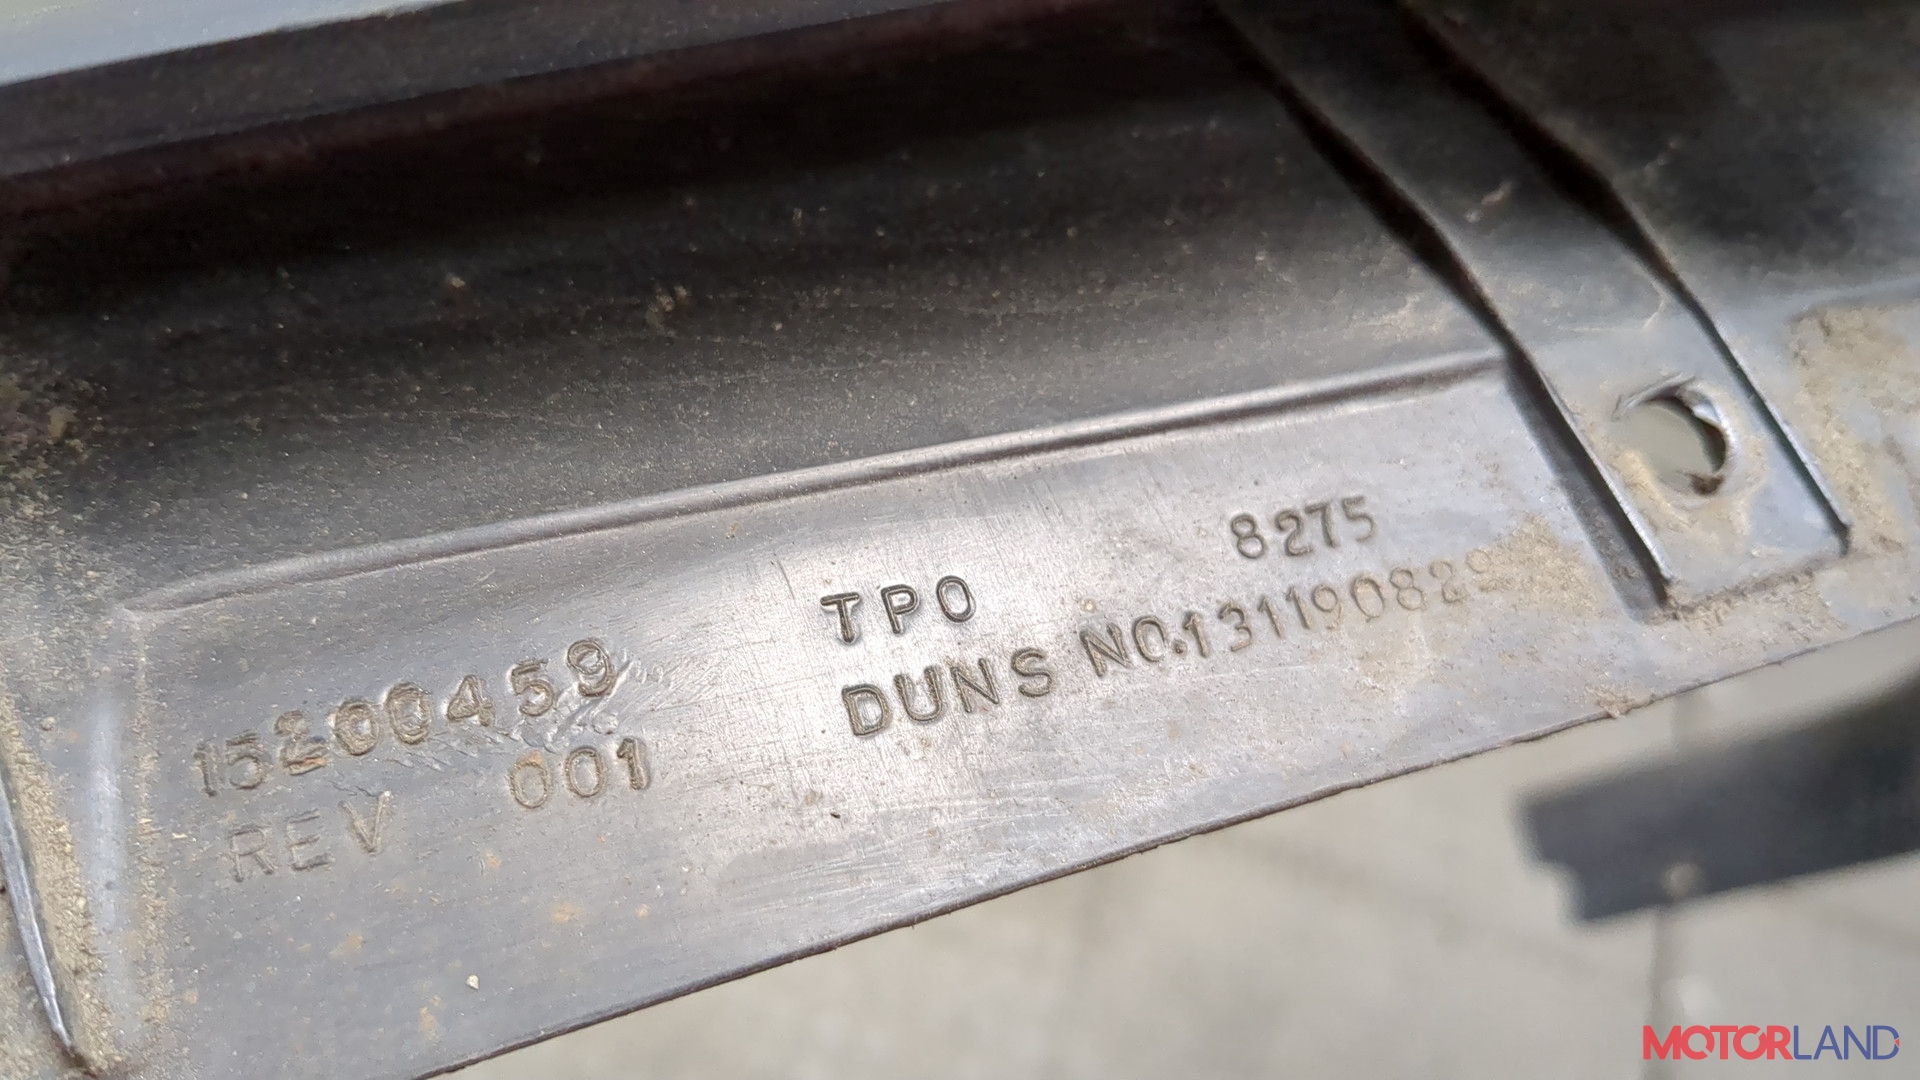 15200459
REV 001
TPO 8275
DUNS NO.131190829
MOTORLAND